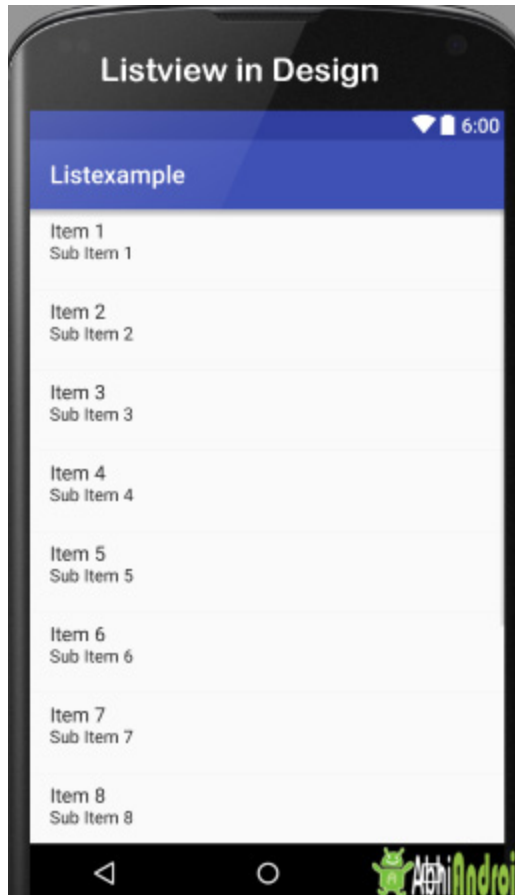 Listview in Design
6:00
Listexample
Item 1
Sub Item 1
Item 2
Sub Item 2
Item 3
Sub Item 3
Item 4
Sub Item 4
Item 5
Sub Item 5
Item 6
Sub Item 6
Item 7
Sub Item 7
Item 8
Sub Item 8
AbhiAndroi